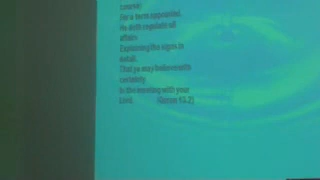 course)
For a term appointed.
He doth regulate all
affairs
Explaining the signs in
detail.
That ye may believe with
certainty.
In the meeting with your
Lord. (Quran 13.2)